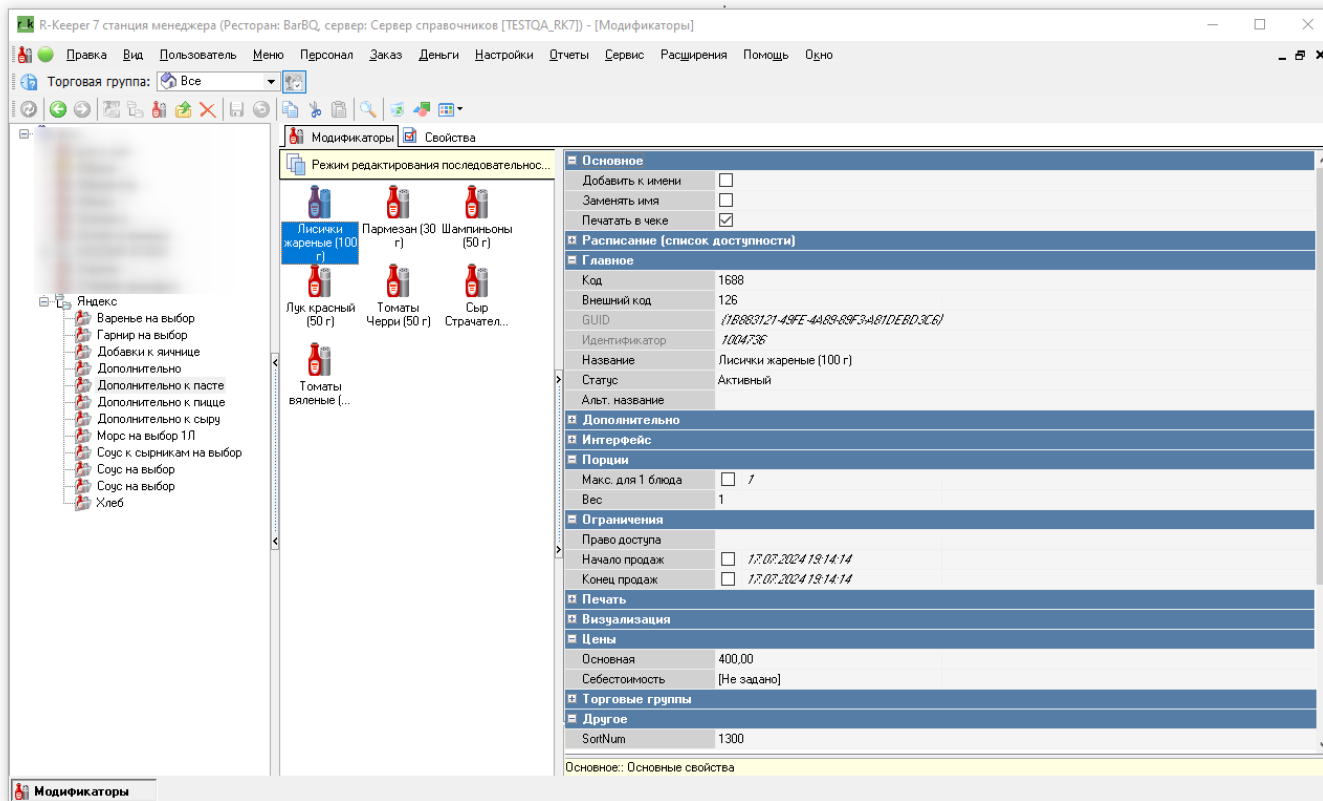 R-Keeper 7 станция менеджера (Ресторан: BarBQ, сервер: Сервер справочников [TESTQA_RK7]) - [Модификаторы]
Правка Вид Пользователь Меню Персонал Заказ Деньги Настройки Отчеты Сервис Расширения Помощь Окно
Торговая группа: Все
Яндекс
Варенье на выбор
Гарнир на выбор
Добавки к яичнице
Дополнительно
Дополнительно к пасте
Дополнительно к пицце
Дополнительно к сыру
Морс на выбор 1Л
Соус к сырникам на выбор
Соус на выбор
Соус на выбор
Хлеб
Модификаторы Свойства
Режим редактирования последовательнос...
Лисички жареные (100 г)
Пармезан (30 г)
Шампиньоны (50 г)
Лук красный (50 г)
Томаты Черри (50 г)
Сыр Страчател...
Томаты вяленые (...
Основное
Добавить к имени
Заменять имя
Печатать в чеке
Расписание (список доступности)
Главное
Код 1688
Внешний код 126
GUID {1B883121-49FE-4A89-89F3-A81DEBD3C6}
Идентификатор 1004736
Название Лисички жареные (100 г)
Статус Активный
Альт. название
Дополнительно
Интерфейс
Порции
Макс. для 1 блюда 1
Вес 1
Ограничения
Право доступа
Начало продаж 17.07.2024 19:14:14
Конец продаж 17.07.2024 19:14:14
Печать
Визуализация
Цены
Основная 400,00
Себестоимость [Не задано]
Торговые группы
Другое
SortNum 1300
Основное:: Основные свойства
Модификаторы